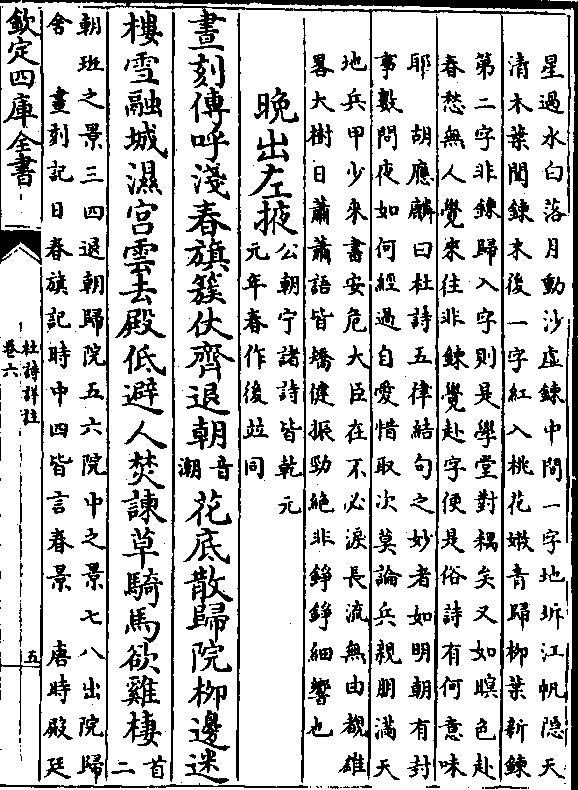 星過水白落月動沙虚鍊中間一字地坼江帆隐天
清木葉聞鍊末後一字紅入桃花嫩青歸柳葉新鍊
第二字非鍊歸入字則是學堂對耦矣又如暝色赴
春愁無人覺來往非鍊覺赴字便是俗詩有何意味
耶 胡應麟曰杜詩五律結句之妙者如明朝有封
事數問夜如何經過自愛惜取次莫論兵親朋滿天
地兵甲少來書安危大臣在不必淚長流無由覩雄
畧大樹日蕭蕭語皆矯健振勁絶非錚錚細響也
晚出左掖公朝宁諸詩皆乾元
元年春作後竝同
晝刻傳呼淺春旗簇仗齊退朝音
潮花底散歸院柳邊迷
樓雪融城濕宮雲去殿低避人焚諫草騎馬欲雞棲首
二
朝班之景三四退朝歸院五六院中之景七八出院歸
舍 晝刻記日春旗記時中四皆言春景 唐時殿廷
欽定四庫全書
杜詩詳注
卷六
五